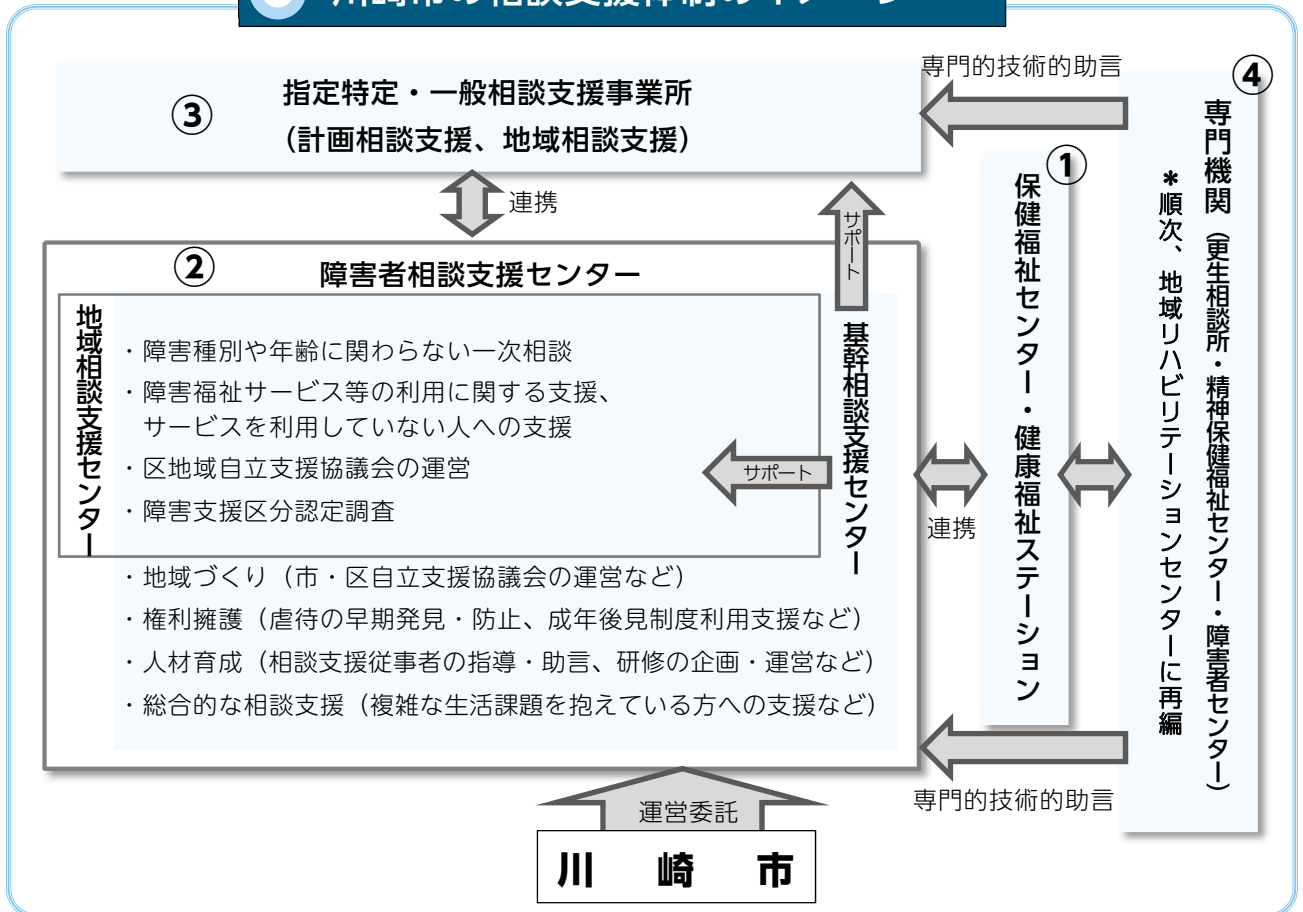 川崎市の相談支援体制のイメージ
専門的技術的助言
④
③
指定特定・一般相談支援事業所
（計画相談支援、地域相談支援）
連携
サポート
①
保健福祉センター・健康福祉ステーション
専門機関（更生相談所・精神保健福祉センター・障害者センター）
＊順次、地域リハビリテーションセンターに再編
②
障害者相談支援センター
地域相談支援センター
・障害種別や年齢に関わらない一次相談
・障害福祉サービス等の利用に関する支援、
サービスを利用していない人への支援
・区地域自立支援協議会の運営
・障害支援区分認定調査
サポート
基幹相談支援センター
連携
・地域づくり（市・区自立支援協議会の運営など）
・権利擁護（虐待の早期発見・防止、成年後見制度利用支援など）
・人材育成（相談支援従事者の指導・助言、研修の企画・運営など）
・総合的な相談支援（複雑な生活課題を抱えている方への支援など）
専門的技術的助言
運営委託
川　崎　市